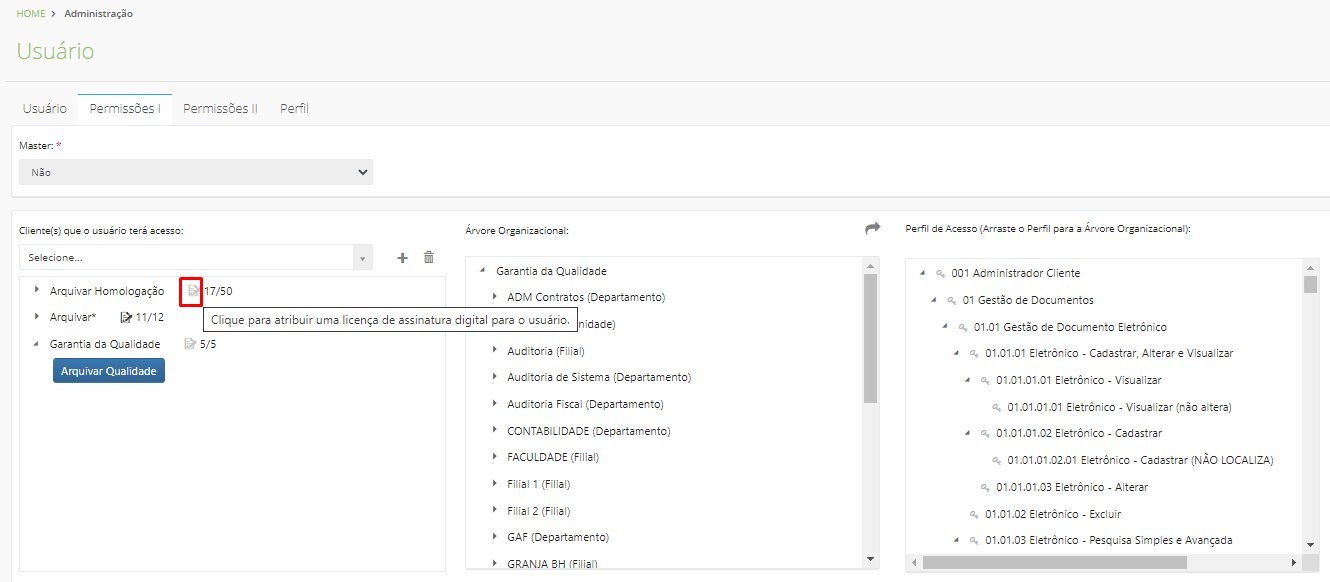 HOME > Administração
Usuário
Usuário Permissões I Permissões II Perfil
Master: *
Não
Cliente(s) que o usuário terá acesso:
Selecione...
Arquivar Homologação 17/50
Arquivar* 11/12
Clique para atribuir uma licença de assinatura digital para o usuário.
Garantia da Qualidade 5/5
Arquivar Qualidade
Árvore Organizacional:
Garantia da Qualidade
ADM Contratos (Departamento)
nidade)
Auditoria (Filial)
Auditoria de Sistema (Departamento)
Auditoria Fiscal (Departamento)
CONTABILIDADE (Departamento)
FACULDADE (Filial)
Filial 1 (Filial)
Filial 2 (Filial)
GAF (Departamento)
GRANJA BH (Filial)
Perfil de Acesso (Arraste o Perfil para a Árvore Organizacional):
001 Administrador Cliente
01 Gestão de Documentos
01.01 Gestão de Documento Eletrônico
01.01.01 Eletrônico - Cadastrar, Alterar e Visualizar
01.01.01.01 Eletrônico - Visualizar
01.01.01.01 Eletrônico - Visualizar (não altera)
01.01.01.02 Eletrônico - Cadastrar
01.01.01.02.01 Eletrônico - Cadastrar (NÃO LOCALIZA)
01.01.01.03 Eletrônico - Alterar
01.01.02 Eletrônico - Excluir
01.01.03 Eletrônico - Pesquisa Simples e Avançada